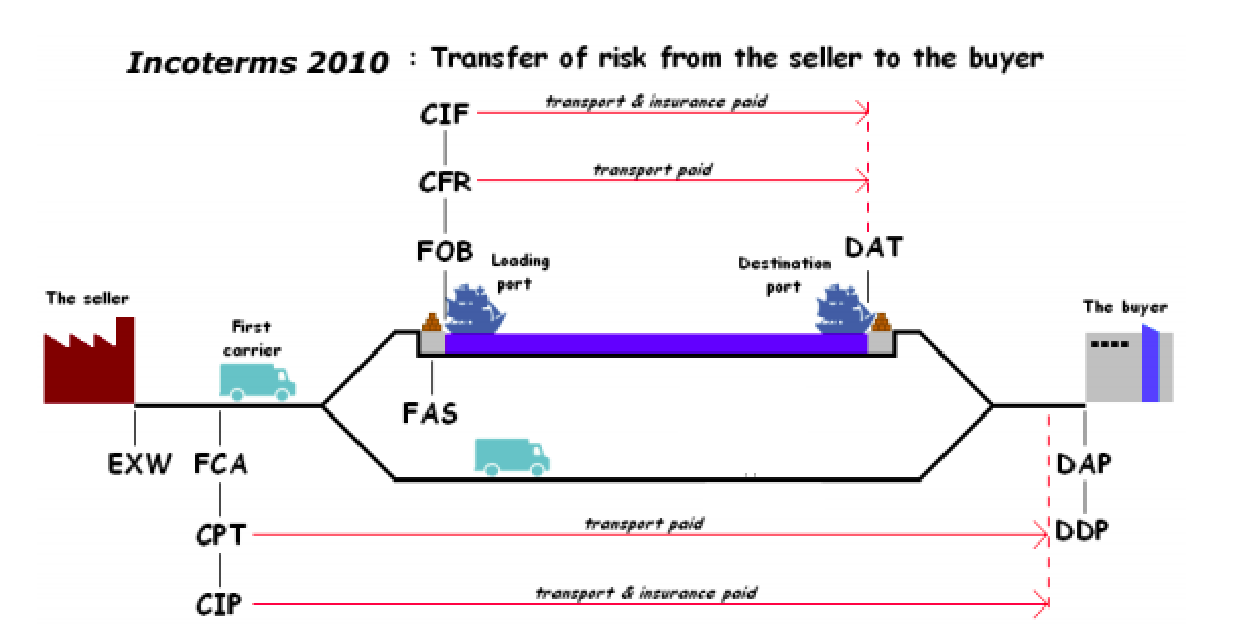 Incoterms 2010 : Transfer of risk from the seller to the buyer
CIF transport & insurance paid
CFR transport paid
FOB
DAT
Loading
port
Destination
port
The seller
The buyer
First
carrier
FAS
EXW FCA
DAP
CPT transport paid
DDP
CIP transport & insurance paid